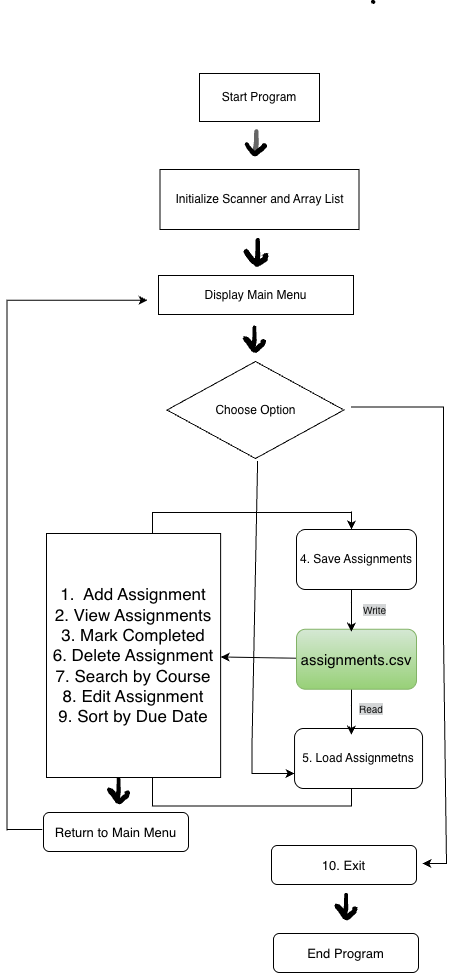 Start Program
Initialize Scanner and Array List
Display Main Menu
Choose Option
1. Add Assignment
2. View Assignments
3. Mark Completed
6. Delete Assignment
7. Search by Course
8. Edit Assignment
9. Sort by Due Date
4. Save Assignments
Write
assignments.csv
Read
5. Load Assignmetns
Return to Main Menu
10. Exit
End Program